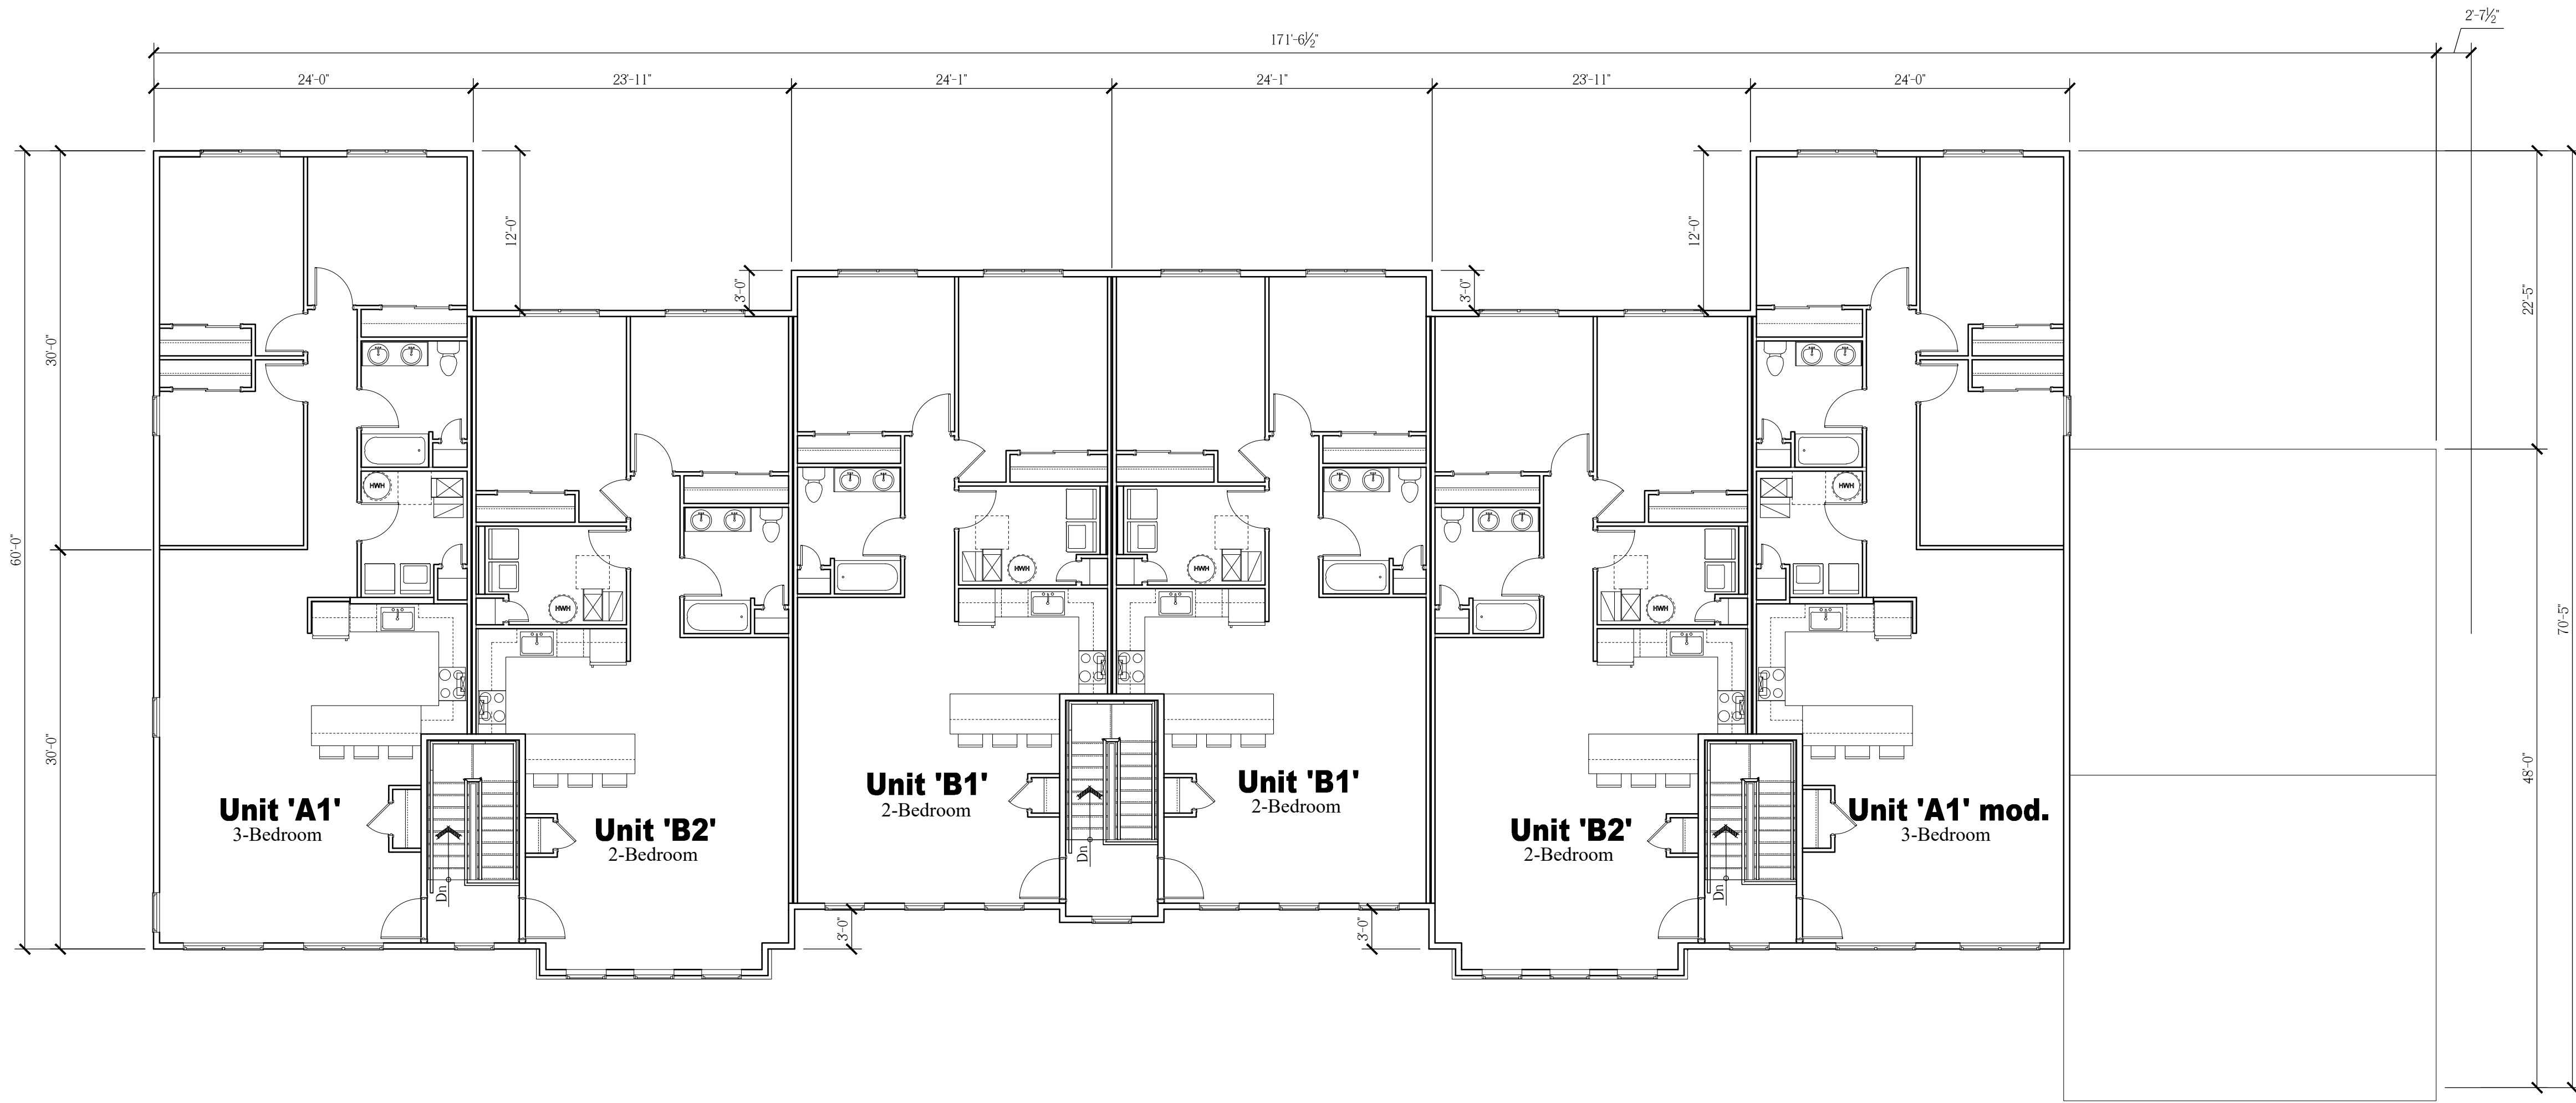 2'-7½"
171'-6½"
24'-0"
23'-11"
24'-1"
24'-1"
23'-11"
24'-0"
12'-0"
12'-0"
3'-0"
3'-0"
30'-0"
22'-5"
60'-0"
70'-5"
HWH
HWH
HWH
HWH
HWH
HWH
30'-0"
48'-0"
Unit 'A1'
3-Bedroom
Unit 'B2'
2-Bedroom
Unit 'B1'
2-Bedroom
Unit 'B1'
2-Bedroom
Unit 'B2'
2-Bedroom
Unit 'A1' mod.
3-Bedroom
Dn
Dn
Dn
3'-0"
3'-0"